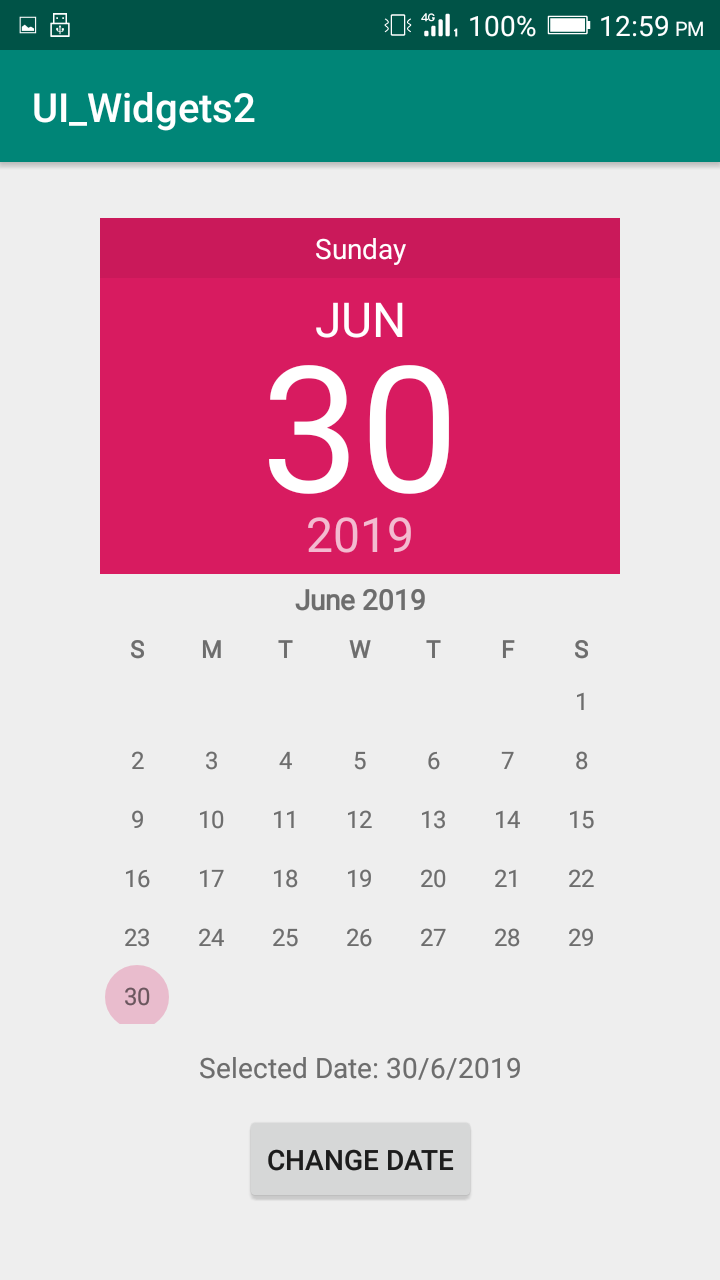 4G 1 100% 12:59 PM
UI_Widgets2
Sunday
JUN
30
2019
June 2019
S M T W T F S
1
2 3 4 5 6 7 8
9 10 11 12 13 14 15
16 17 18 19 20 21 22
23 24 25 26 27 28 29
30
Selected Date: 30/6/2019
CHANGE DATE